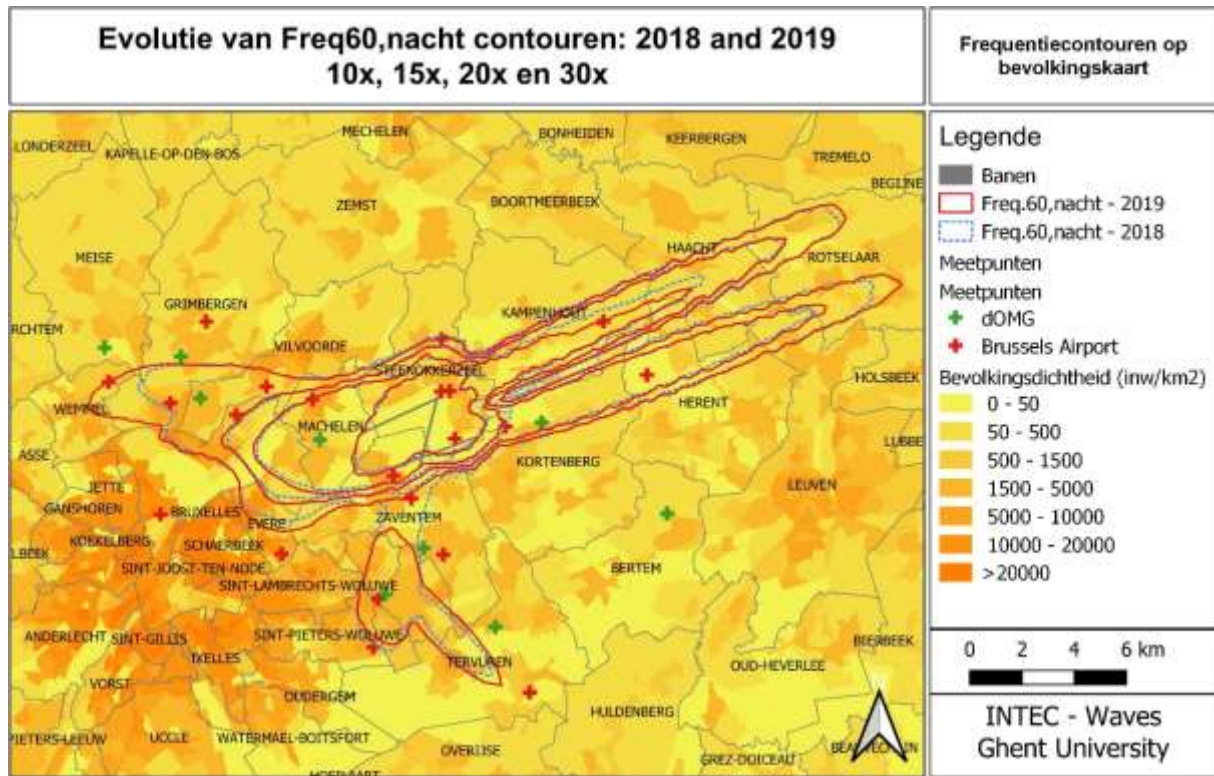 Evolutie van Freq60,nacht contouren: 2018 and 2019
10x, 15x, 20x en 30x
Frequentiecontouren op
bevolkingskaart
LONDERZEEL
KAPELLE-OP-DEN-BOS
MECHELEN
BONHEIDEN
KEERBERGEN
TREMELO
ZEMST
BOORTMEERBEEK
HAACHT
ROTSELAAR
MEISE
GRIMBERGEN
KAMPENHOUT
VILVOORDE
STEENOKKERZEEL
HOLSBEEK
WEMMEL
MACHELEN
HERENT
ASSE
KORTENBERG
JETTE
LEUVEN
GANSHOREN
BRUXELLES
EVERE
ZAVENTEM
KOEKELBERG
SCHAERBEEK
SINT-JOOST-TEN-NODE
BERTEM
SINT-LAMBRECHTS-WOLUWE
ANDERLECHT
SINT-GILLIS
SINT-PIETERS-WOLUWE
BIERBEEK
IXELLES
TERVUREN
OUD-HEVERLEE
VORST
OUDERGEM
HULDENBERG
PIETERS-LEEUW
UCCLE
WATERMAEL-BOITSFORT
OVERIJSE
GREZ-DOICEAU
Legende
Banen
Freq.60,nacht - 2019
Freq.60,nacht - 2018
Meetpunten
Meetpunten
dOMG
Brussels Airport
Bevolkingsdichtheid (inw/km2)
0 - 50
50 - 500
500 - 1500
1500 - 5000
5000 - 10000
10000 - 20000
>20000
0 2 4 6 km
INTEC - Waves
Ghent University